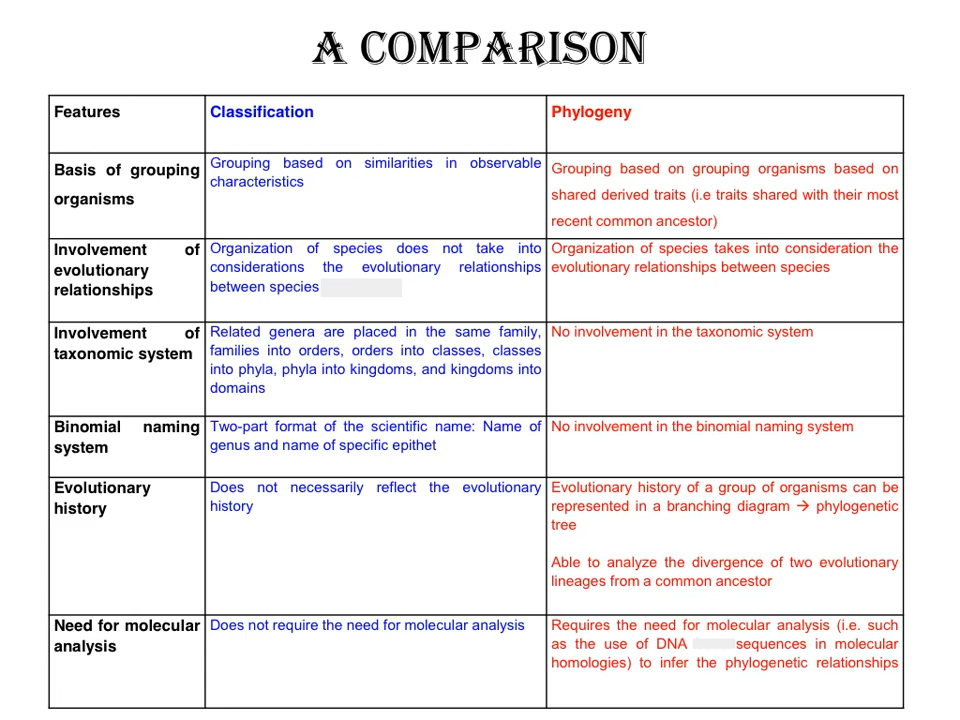 A COMPARISON
Features
Classification
Phylogeny
Basis of grouping
organisms
Grouping based on similarities in observable
characteristics
Grouping based on grouping organisms based on
shared derived traits (i.e traits shared with their most
recent common ancestor)
Involvement of
evolutionary
relationships
Organization of species does not take into
considerations the evolutionary relationships
between species
Organization of species takes into consideration the
evolutionary relationships between species
Involvement of
taxonomic system
Related genera are placed in the same family,
families into orders, orders into classes, classes
into phyla, phyla into kingdoms, and kingdoms into
domains
No involvement in the taxonomic system
Binomial naming
system
Two-part format of the scientific name: Name of
genus and name of specific epithet
No involvement in the binomial naming system
Evolutionary
history
Does not necessarily reflect the evolutionary
history
Evolutionary history of a group of organisms can be
represented in a branching diagram → phylogenetic
tree
Able to analyze the divergence of two evolutionary
lineages from a common ancestor
Need for molecular
analysis
Does not require the need for molecular analysis
Requires the need for molecular analysis (i.e. such
as the use of DNA sequences in molecular
homologies) to infer the phylogenetic relationships